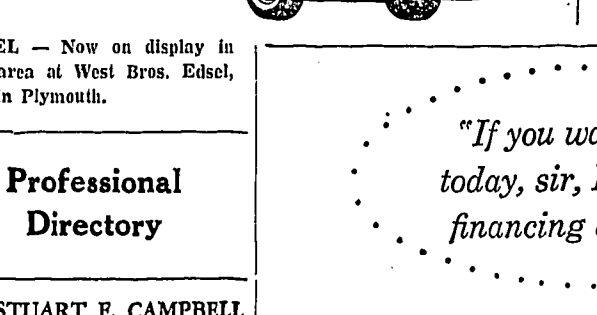 EL — Now on display in
area at West Bros. Edsel,
in Plymouth.
Professional
Directory
STUART F. CAMPBELL
"If you
today, sir,
financing